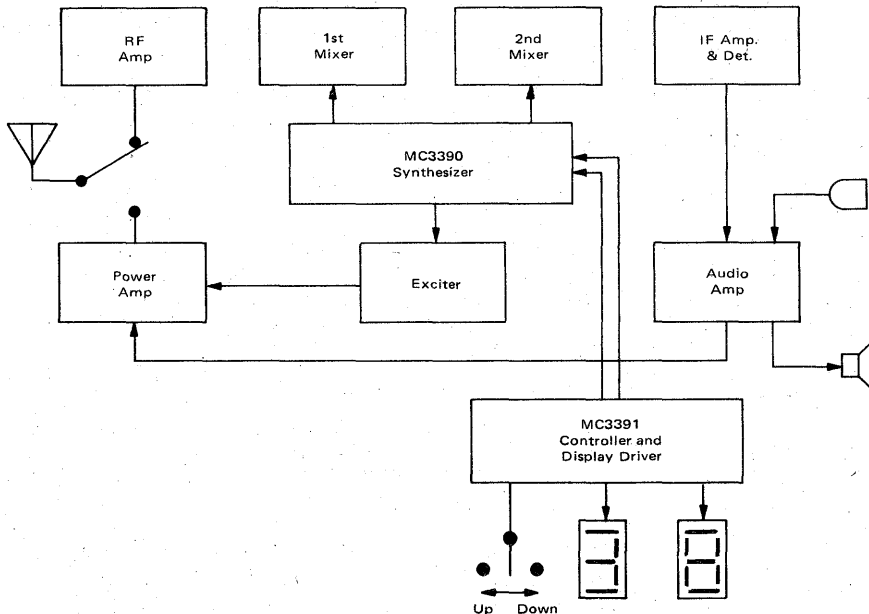 RF
Amp
1st
Mixer
2nd
Mixer
IF Amp.
& Det.
MC3390
Synthesizer
Power
Amp
Exciter
Audio
Amp
MC3391
Controller and
Display Driver
38
Up Down